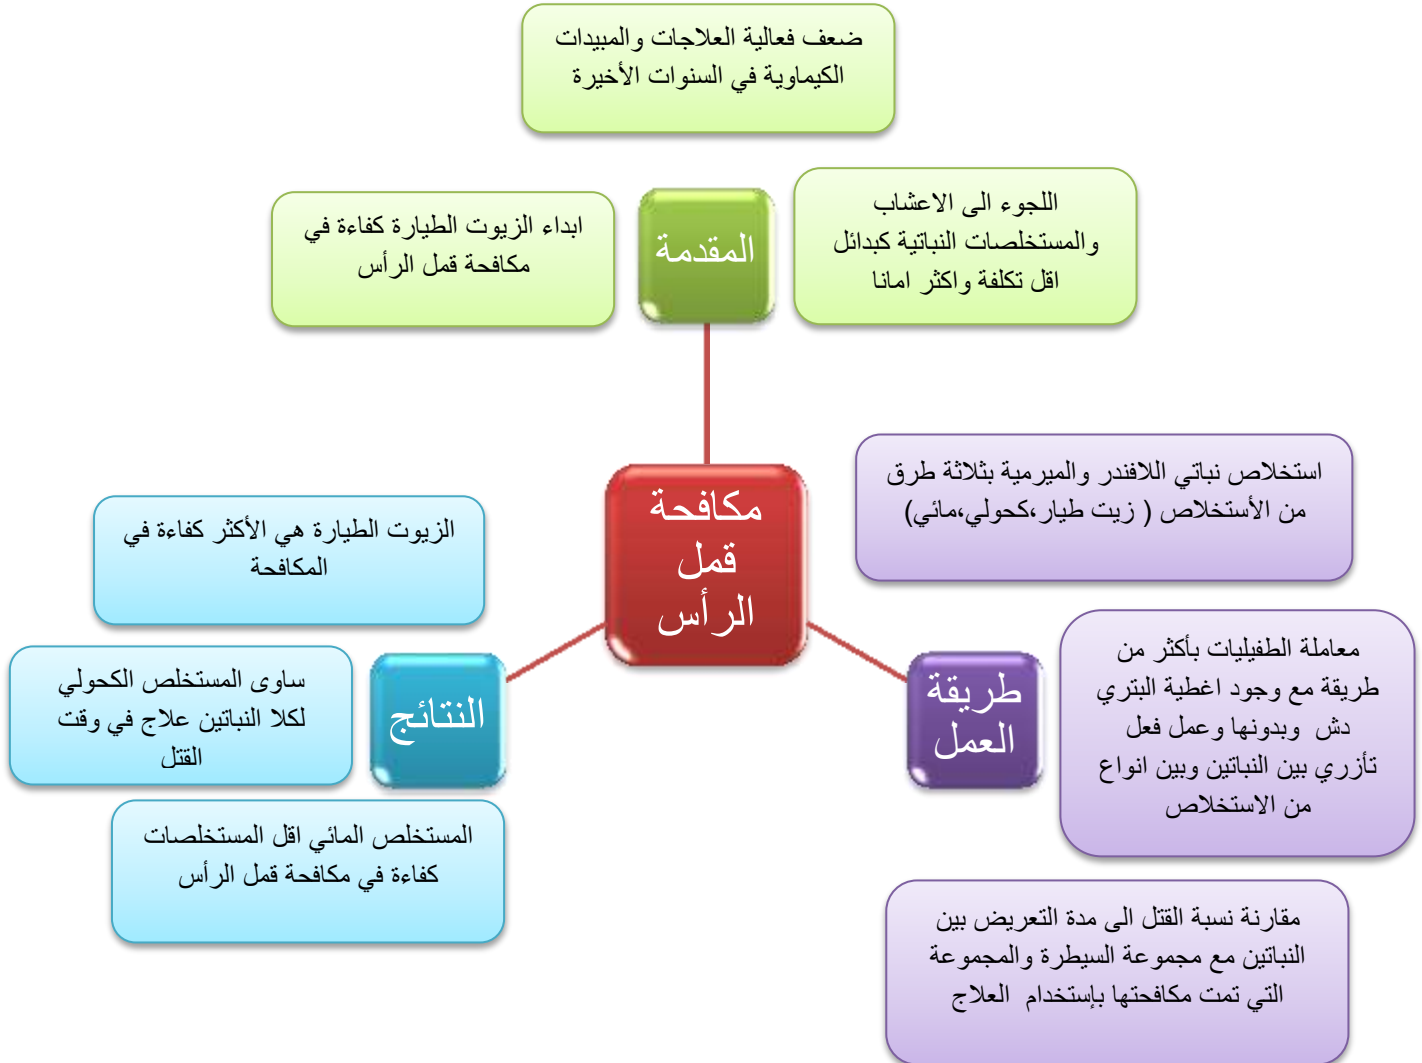 ضعف فعالية العلاجات والمبيدات
الكيماوية في السنوات الأخيرة
اللجوء الى الاعشاب
والمستخلصات النباتية كبدائل
اقل تكلفة واكثر امانا
المقدمة
ابداء الزيوت الطيارة كفاءة في
مكافحة قمل الرأس
مكافحة
قمل
الرأس
استخلاص نباتي اللافندر والميرمية بثلاثة طرق
من الأستخلاص ( زيت طيار،كحولي،مائي)
طريقة
العمل
معاملة الطفيليات بأكثر من
طريقة مع وجود اغطية البتري
دش وبدونها وعمل فعل
تأزري بين النباتين وبين انواع
من الاستخلاص
مقارنة نسبة القتل الى مدة التعريض بين
النباتين مع مجموعة السيطرة والمجموعة
التي تمت مكافحتها بإستخدام العلاج
الزيوت الطيارة هي الأكثر كفاءة في
المكافحة
النتائج
ساوى المستخلص الكحولي
لكلا النباتين علاج في وقت
القتل
المستخلص المائي اقل المستخلصات
كفاءة في مكافحة قمل الرأس